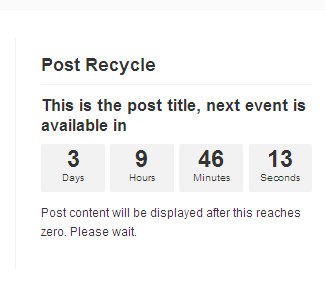 Post Recycle
This is the post title, next event is
available in
3 9 46 13
Days Hours Minutes Seconds
Post content will be displayed after this reaches
zero. Please wait.